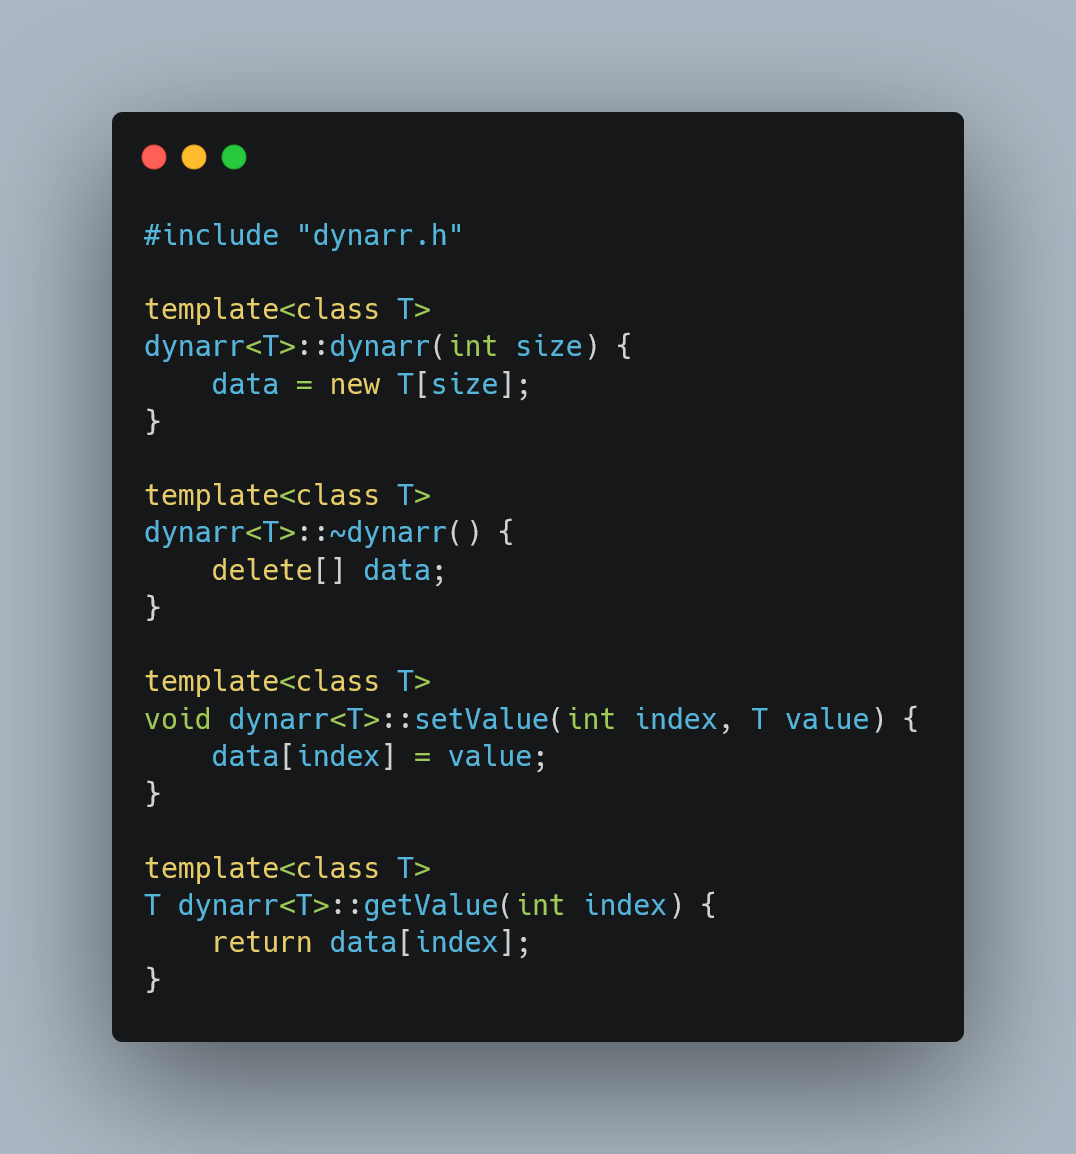 #include "dynarr.h"

template<class T>
dynarr<T>::dynarr(int size) {
    data = new T[size];
}

template<class T>
dynarr<T>::~dynarr() {
    delete[] data;
}

template<class T>
void dynarr<T>::setValue(int index, T value) {
    data[index] = value;
}

template<class T>
T dynarr<T>::getValue(int index) {
    return data[index];
}